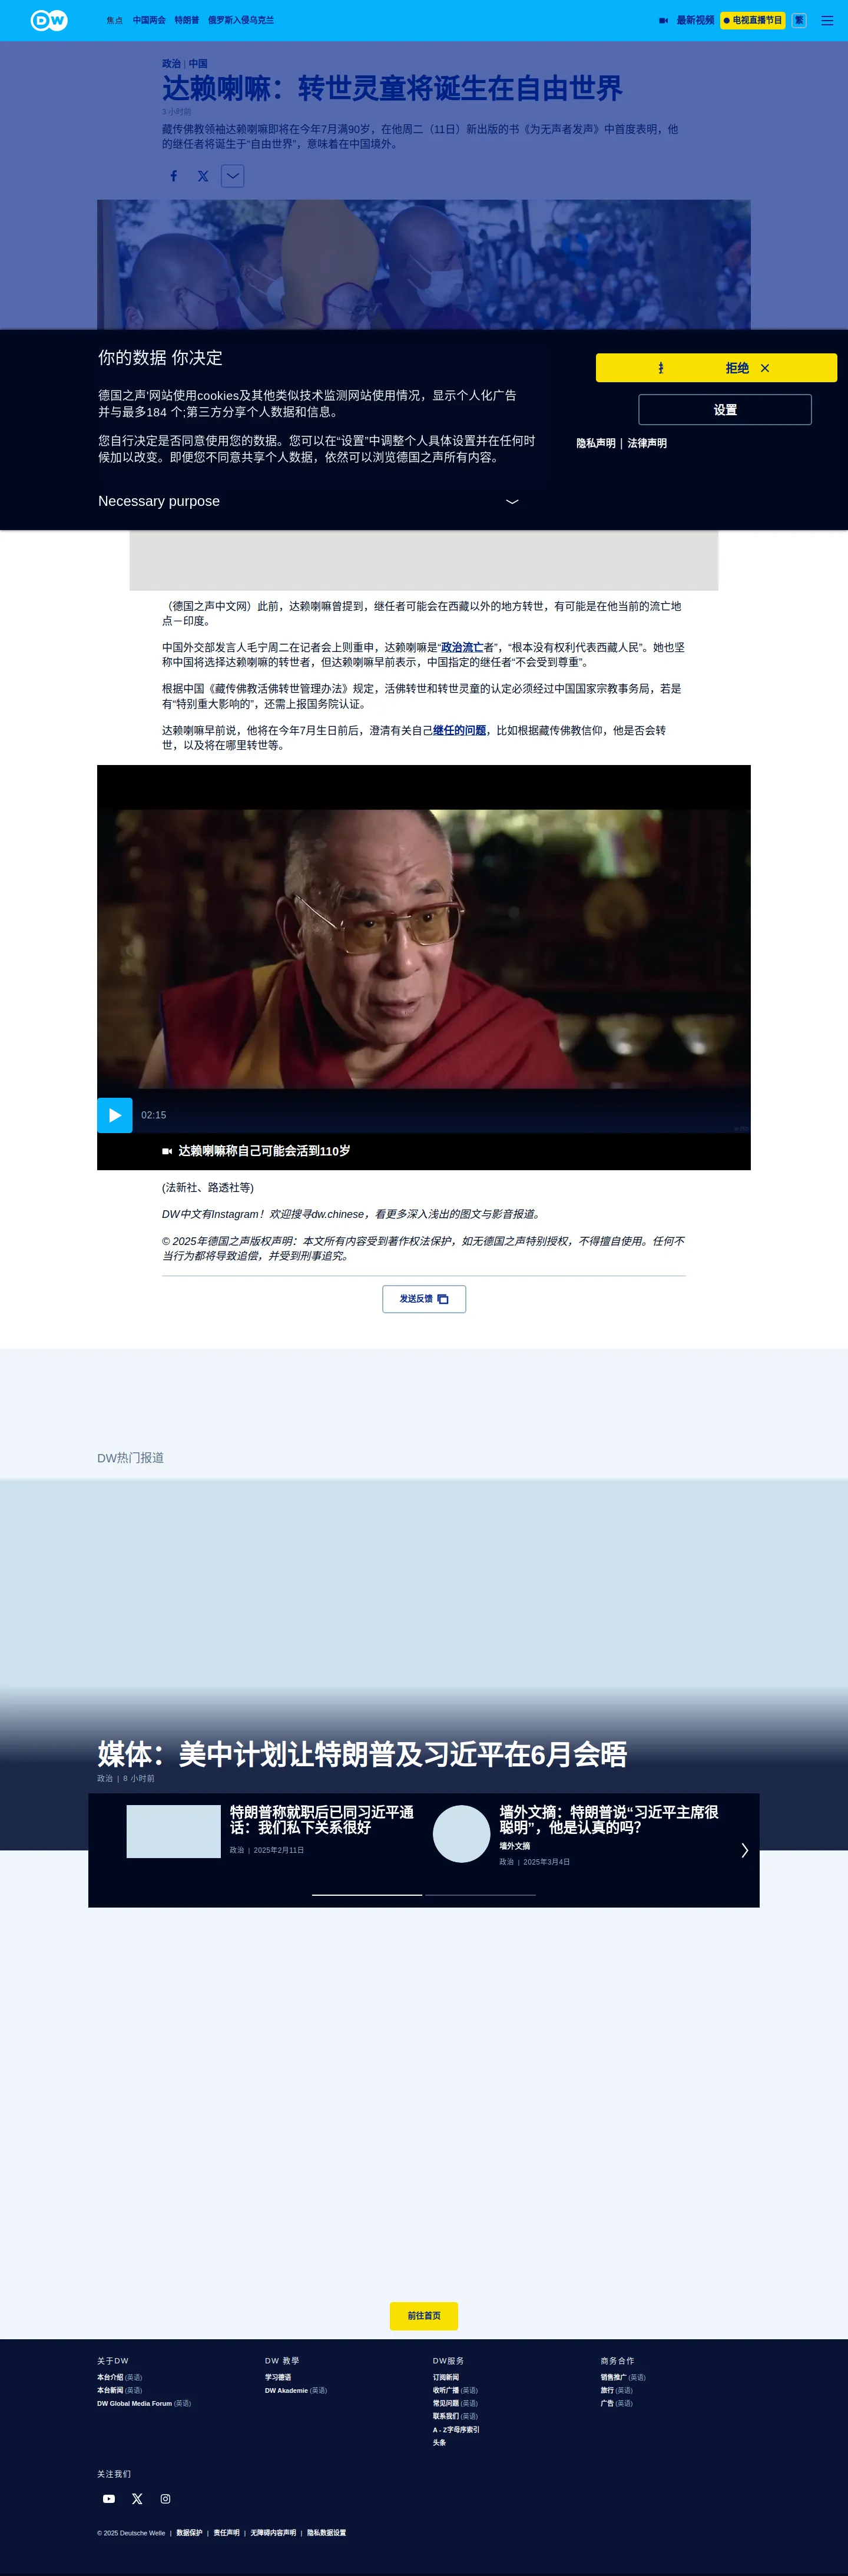 DW
焦点 中国两会 特朗普 俄罗斯入侵乌克兰
最新视频 电视直播节目 繁
政治 | 中国
达赖喇嘛：转世灵童将诞生在自由世界
3 小时前
藏传佛教领袖达赖喇嘛即将在今年7月满90岁，在他周二（11日）新出版的书《为无声者发声》中首度表明，他
的继任者将诞生于“自由世界”，意味着在中国境外。
你的数据 你决定
拒绝
德国之声‘网站使用cookies及其他类似技术监测网站使用情况，显示个人化广告
并与最多184 个;第三方分享个人数据和信息。
设置
您自行决定是否同意使用您的数据。您可以在“设置”中调整个人具体设置并在任何时
候加以改变。即便您不同意共享个人数据，依然可以浏览德国之声所有内容。
隐私声明 | 法律声明
Necessary purpose
（德国之声中文网）此前，达赖喇嘛曾提到，继任者可能会在西藏以外的地方转世，有可能是在他当前的流亡地
点－印度。
中国外交部发言人毛宁周二在记者会上则重申，达赖喇嘛是“政治流亡者”，“根本没有权利代表西藏人民”。她也坚
称中国将选择达赖喇嘛的转世者，但达赖喇嘛早前表示，中国指定的继任者“不会受到尊重”。
根据中国《藏传佛教活佛转世管理办法》规定，活佛转世和转世灵童的认定必须经过中国国家宗教事务局，若是
有“特别重大影响的”，还需上报国务院认证。
达赖喇嘛早前说，他将在今年7月生日前后，澄清有关自己继任的问题，比如根据藏传佛教信仰，他是否会转
世，以及将在哪里转世等。
02:15
达赖喇嘛称自己可能会活到110岁
(法新社、路透社等)
DW中文有Instagram！欢迎搜寻dw.chinese，看更多深入浅出的图文与影音报道。
© 2025年德国之声版权声明：本文所有内容受到著作权法保护，如无德国之声特别授权，不得擅自使用。任何不
当行为都将导致追偿，并受到刑事追究。
发送反馈
DW热门报道
媒体：美中计划让特朗普及习近平在6月会晤
政治 | 8 小时前
特朗普称就职后已同习近平通
话：我们私下关系很好
政治 | 2025年2月11日
墙外文摘：特朗普说“习近平主席很
聪明”，他是认真的吗？
墙外文摘
政治 | 2025年3月4日
前往首页
关于DW
本台介绍 (英语)
本台新闻 (英语)
DW Global Media Forum (英语)
DW 教學
学习德语
DW Akademie (英语)
DW服务
订阅新闻
收听广播 (英语)
常见问题 (英语)
联系我们 (英语)
A - Z字母序索引
头条
商务合作
销售推广 (英语)
旅行 (英语)
广告 (英语)
关注我们
© 2025 Deutsche Welle | 数据保护 | 责任声明 | 无障碍内容声明 | 隐私数据设置